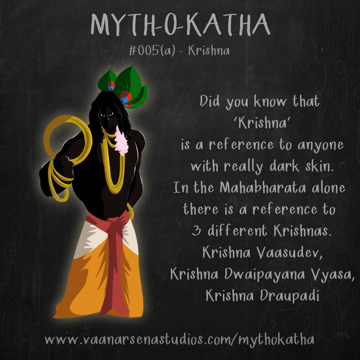 MYTH-O-KATHA
#005(a) - Krishna
Did you know that
‘Krishna’
is a reference to anyone
with really dark skin.
In the Mahabharata alone
there is a reference to
3 different Krishnas.
Krishna Vaasudev,
Krishna Dwaipayana Vyasa,
Krishna Draupadi
www.vaanarsenastudios.com/mythokatha